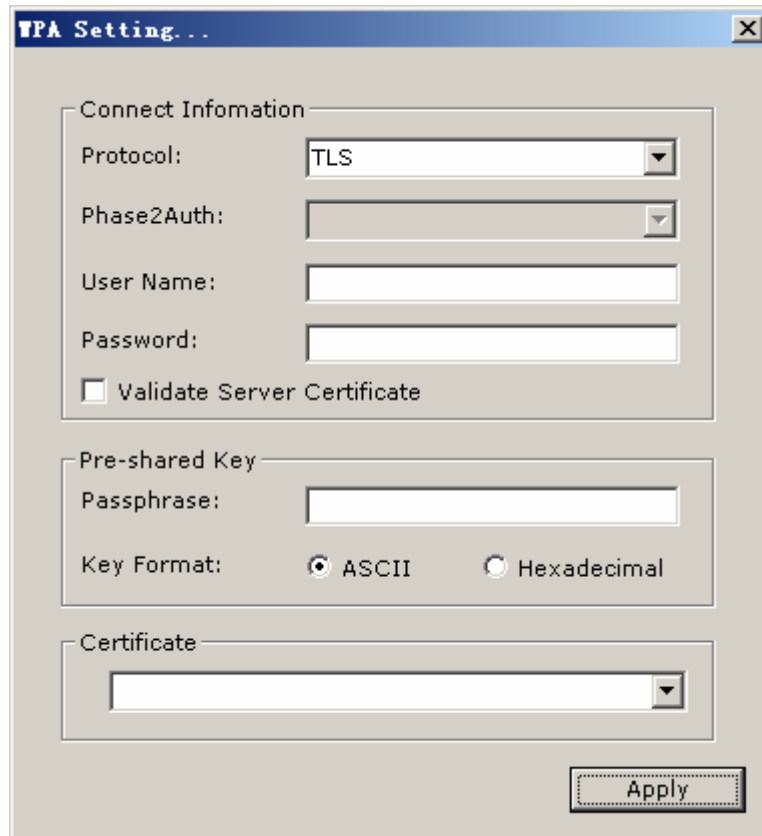 WPA Setting...
Connect Infomation
Protocol: TLS
Phase2Auth:
User Name:
Password:
Validate Server Certificate
Pre-shared Key
Passphrase:
Key Format: ASCII Hexadecimal
Certificate
Apply